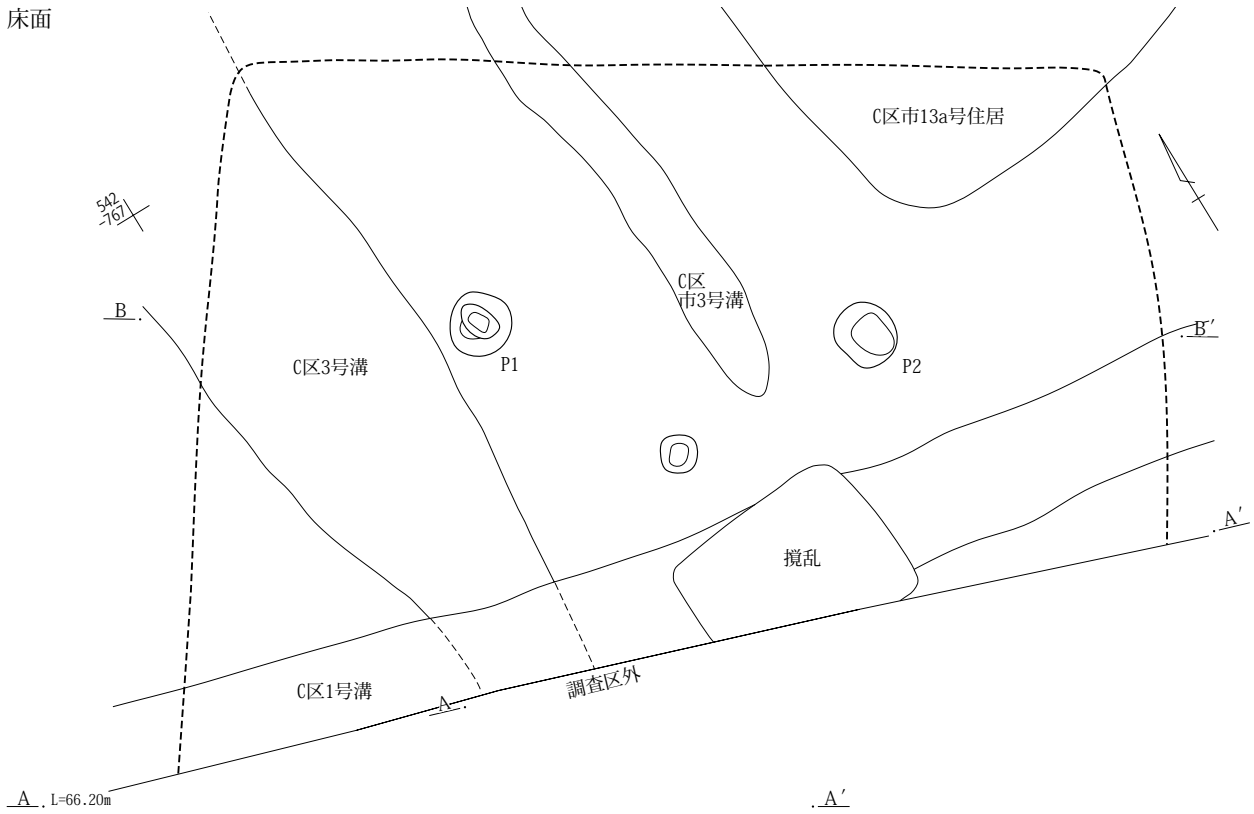 床面
C区市13a号住居
542
-767
C区
市3号溝
B
B′
C区3号溝
P1
P2
A′
撹乱
調査区外
C区1号溝
A
A L=66.20m
A′